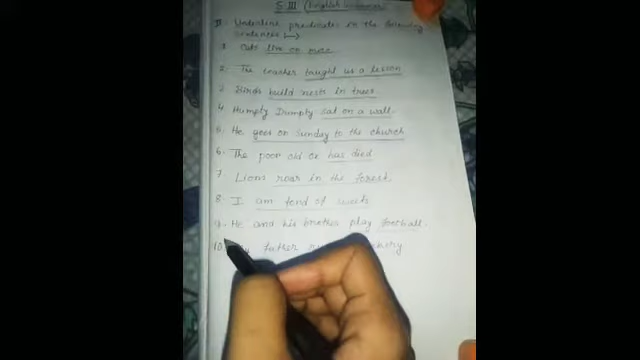 S III (English Grammar)
II. Underline predicates in the following
sentences
1. Cats live on mice
2. The teacher taught us a lesson
3. Birds build nests in trees
4. Humpty Dumpty sat on a wall.
5. He goes on Sunday to the church
6. The poor old ox has died
7. Lions roar in the forest
8. I am fond of
9. He and his brother play football.
10. father